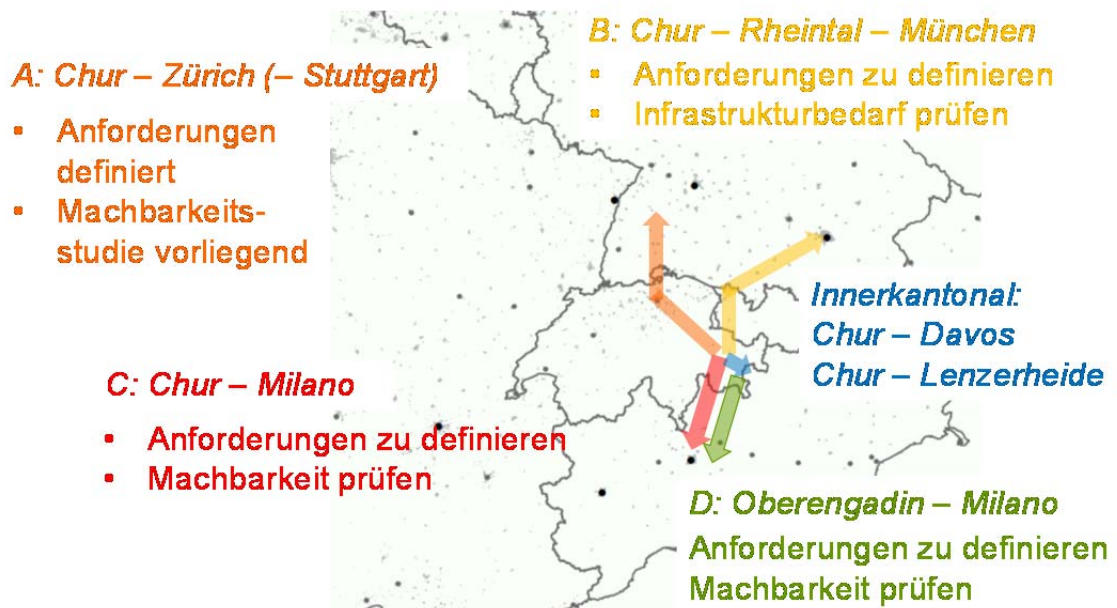 A: Chur – Zürich (– Stuttgart)
▪ Anforderungen
definiert
▪ Machbarkeits-
studie vorliegend
B: Chur – Rheintal – München
▪ Anforderungen zu definieren
▪ Infrastrukturbedarf prüfen
Innerkantonal:
Chur – Davos
Chur – Lenzerheide
C: Chur – Milano
▪ Anforderungen zu definieren
▪ Machbarkeit prüfen
D: Oberengadin – Milano
Anforderungen zu definieren
Machbarkeit prüfen